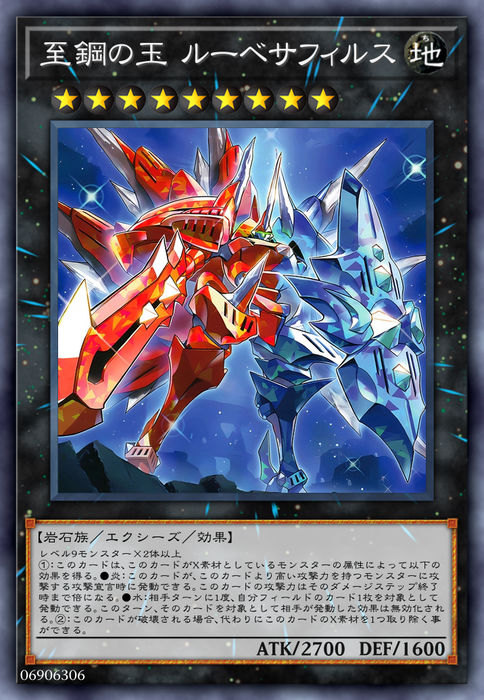 至鋼の玉 ルーベサフィルス
地
ち
【岩石族／エクシーズ／効果】
レベル9モンスター×2体以上
①:このカードは、このカードがX素材としているモンスターの属性によって以下の
効果を得る。●炎:このカードが、このカードより高い攻撃力を持つモンスターに攻
撃する攻撃宣言時に発動できる。このカードの攻撃力はそのダメージステップ終了
時まで倍になる。●水:相手ターンに1度、自分フィールドのカード1枚を対象として
発動できる。このターン、そのカードを対象として相手が発動した効果は無効化され
る。②:このカードが破壊される場合、代わりにこのカードのX素材を1つ取り除く事
ができる。
ATK/2700 DEF/1600
06906306